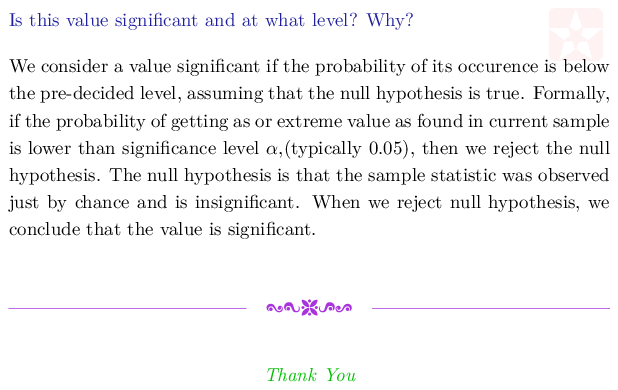 Is this value significant and at what level? Why?
We consider a value significant if the probability of its occurence is below
the pre-decided level, assuming that the null hypothesis is true. Formally,
if the probability of getting as or extreme value as found in current sample
is lower than significance level α,(typically 0.05), then we reject the null
hypothesis. The null hypothesis is that the sample statistic was observed
just by chance and is insignificant. When we reject null hypothesis, we
conclude that the value is significant.
Thank You